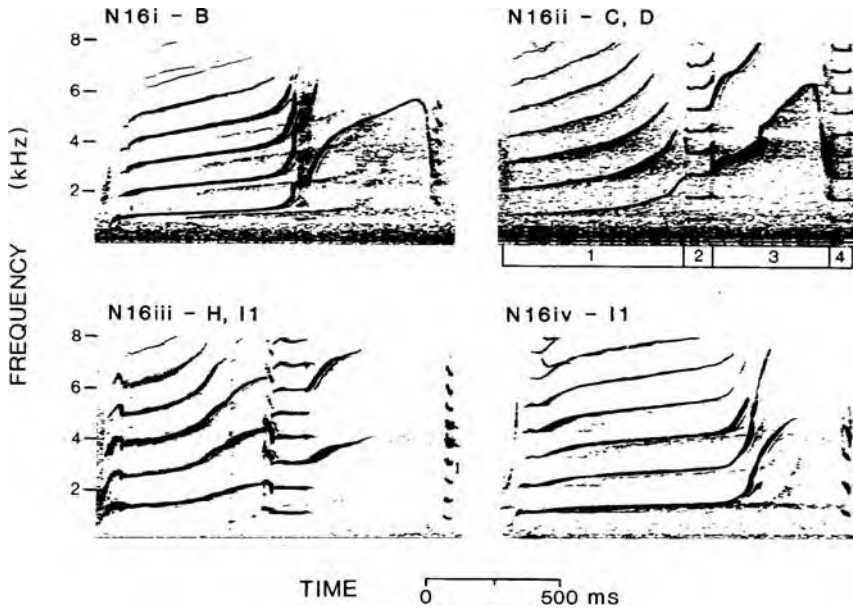 N16i - B
N16ii - C, D
8
6
4
2
FREQUENCY (kHz)
1 2 3 4
N16iii - H, I1
N16iv - I1
8
6
4
2
TIME
0 500 ms